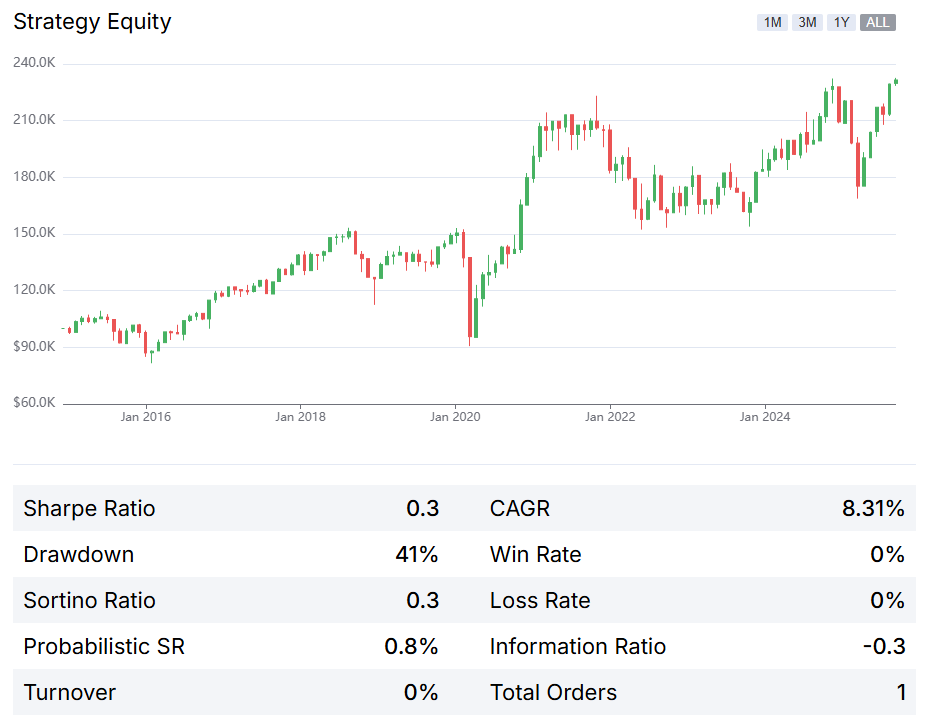 Strategy Equity
1M 3M 1Y ALL
240.0K
210.0K
180.0K
150.0K
120.0K
$90.0K
$60.0K
Jan 2016 Jan 2018 Jan 2020 Jan 2022 Jan 2024
Sharpe Ratio 0.3 CAGR 8.31%
Drawdown 41% Win Rate 0%
Sortino Ratio 0.3 Loss Rate 0%
Probabilistic SR 0.8% Information Ratio -0.3
Turnover 0% Total Orders 1